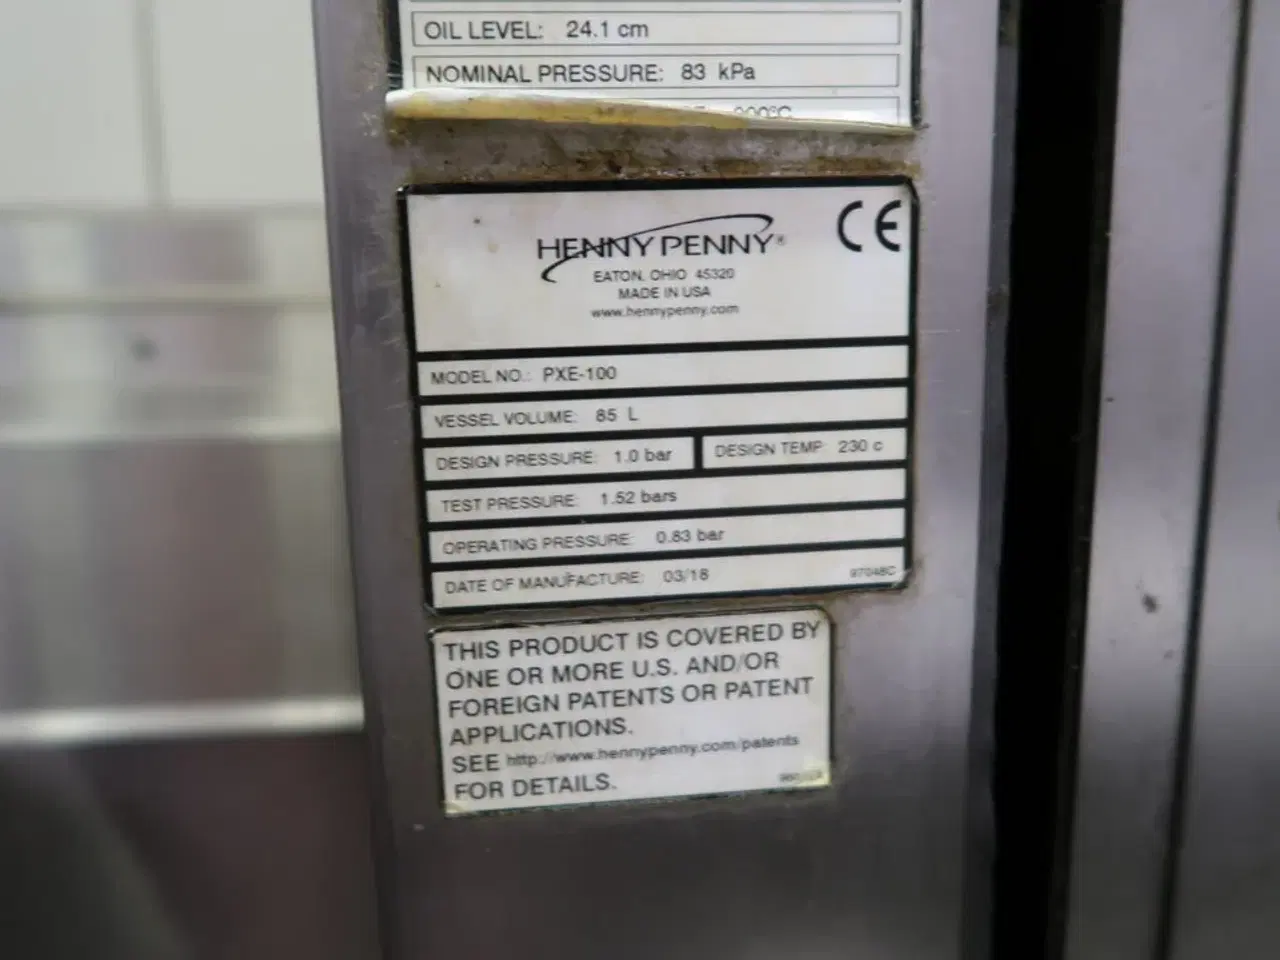 OIL LEVEL: 24.1 cm
NOMINAL PRESSURE: 83 kPa
HENNY PENNY®
CE
EATON, OHIO 45320
MADE IN USA
www.hennypenny.com
MODEL NO.: PXE-100
VESSEL VOLUME: 85 L
DESIGN PRESSURE: 1.0 bar DESIGN TEMP: 230 c
TEST PRESSURE: 1.52 bars
OPERATING PRESSURE: 0.83 bar
DATE OF MANUFACTURE: 03/18 97048C
THIS PRODUCT IS COVERED BY
ONE OR MORE U.S. AND/OR
FOREIGN PATENTS OR PATENT
APPLICATIONS.
SEE http://www.hennypenny.com/patents
FOR DETAILS.